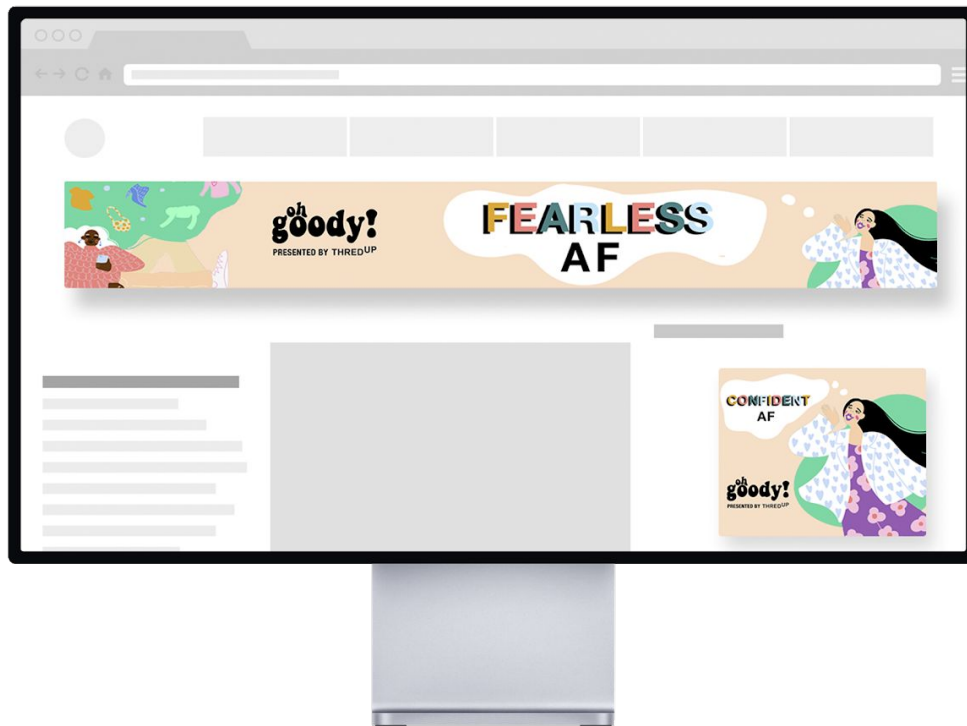 oh
goody!
PRESENTED BY THREDUP
FEARLESS
AF
CONFIDENT
AF
oh
goody!
PRESENTED BY THREDUP